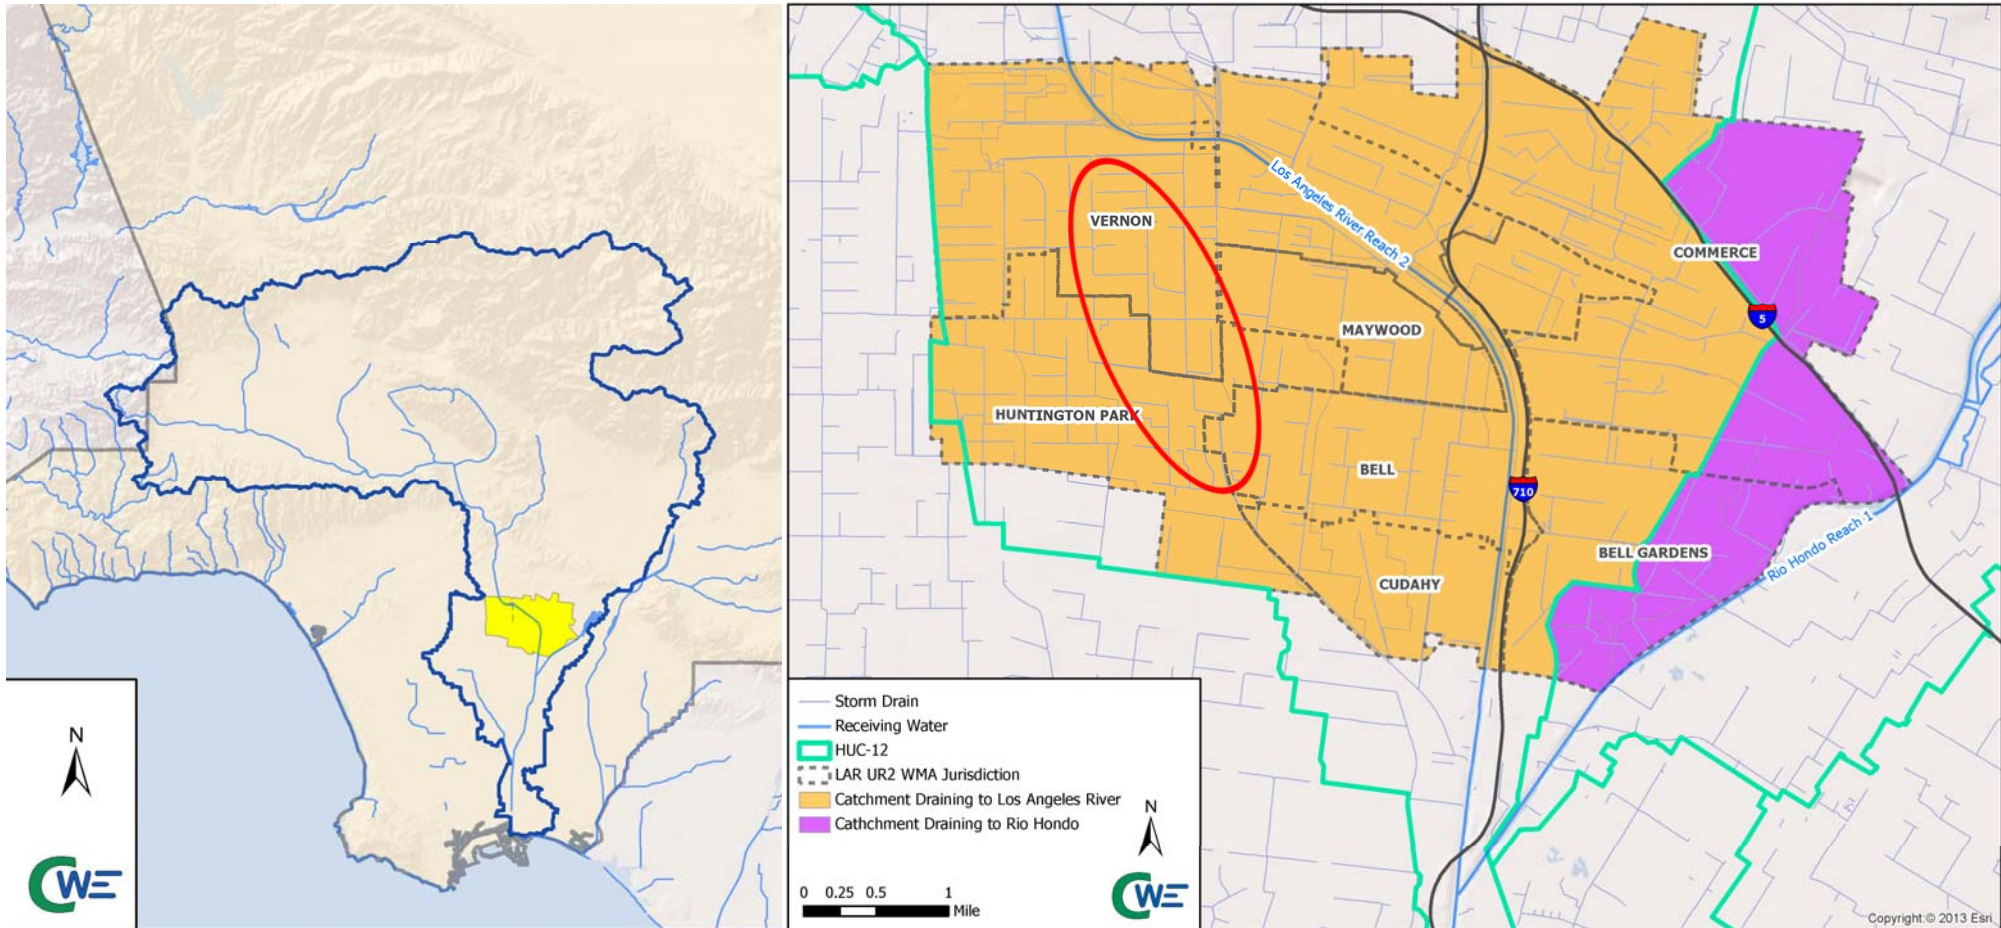 N
CWE
VERNON
Los Angeles River Reach 2
COMMERCE
5
MAYWOOD
HUNTINGTON PARK
BELL
710
BELL GARDENS
Rio Hondo Reach 1
CUDAHY
Storm Drain
Receiving Water
HUC-12
LAR UR2 WMA Jurisdiction
Catchment Draining to Los Angeles River
Cathchment Draining to Rio Hondo
N
0 0.25 0.5 1
Mile
CWE
Copyright:© 2013 Esri